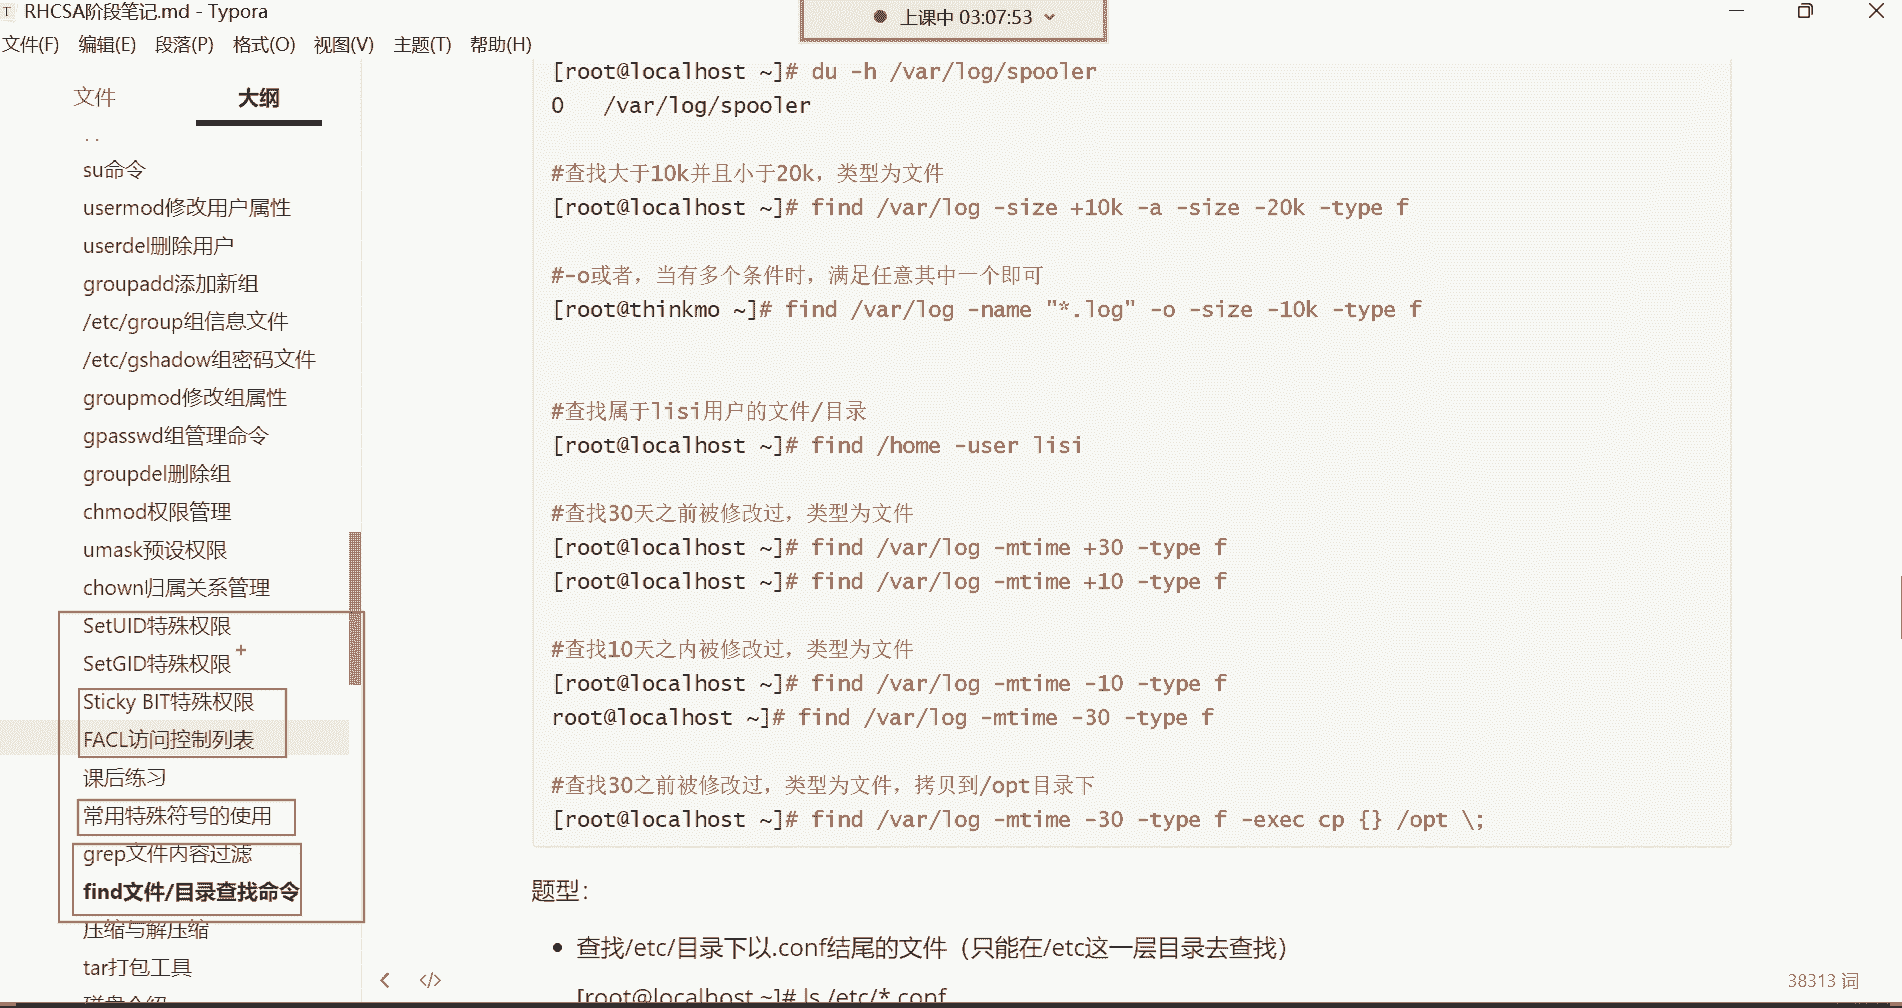 T RHCSA阶段笔记.md - Typora
上课中 03:07:53
文件(F) 编辑(E) 段落(P) 格式(O) 视图(V) 主题(T) 帮助(H)
文件 大纲
su命令
usermod修改用户属性
userdel删除用户
groupadd添加新组
/etc/group组信息文件
/etc/gshadow组密码文件
groupmod修改组属性
gpasswd组管理命令
groupdel删除组
chmod权限管理
umask预设权限
chown归属关系管理
SetUID特殊权限
SetGID特殊权限
Sticky BIT特殊权限
FACL访问控制列表
课后练习
常用特殊符号的使用
grep文件内容过滤
find文件/目录查找命令
压缩与解压缩
tar打包工具
磁盘介绍
[root@localhost ~]# du -h /var/log/spooler
0 /var/log/spooler
#查找大于10k并且小于20k，类型为文件
[root@localhost ~]# find /var/log -size +10k -a -size -20k -type f
#-o或者，当有多个条件时，满足任意其中一个即可
[root@thinkmo ~]# find /var/log -name "*.log" -o -size -10k -type f
#查找属于lisi用户的文件/目录
[root@localhost ~]# find /home -user lisi
#查找30天之前被修改过，类型为文件
[root@localhost ~]# find /var/log -mtime +30 -type f
[root@localhost ~]# find /var/log -mtime +10 -type f
#查找10天之内被修改过，类型为文件
[root@localhost ~]# find /var/log -mtime -10 -type f
root@localhost ~]# find /var/log -mtime -30 -type f
#查找30之前被修改过，类型为文件，拷贝到/opt目录下
[root@localhost ~]# find /var/log -mtime -30 -type f -exec cp {} /opt \;
题型：
• 查找/etc/目录下以.conf结尾的文件（只能在/etc这一层目录去查找）
[root@localhost ~]# ls /etc/*.conf
38313 词